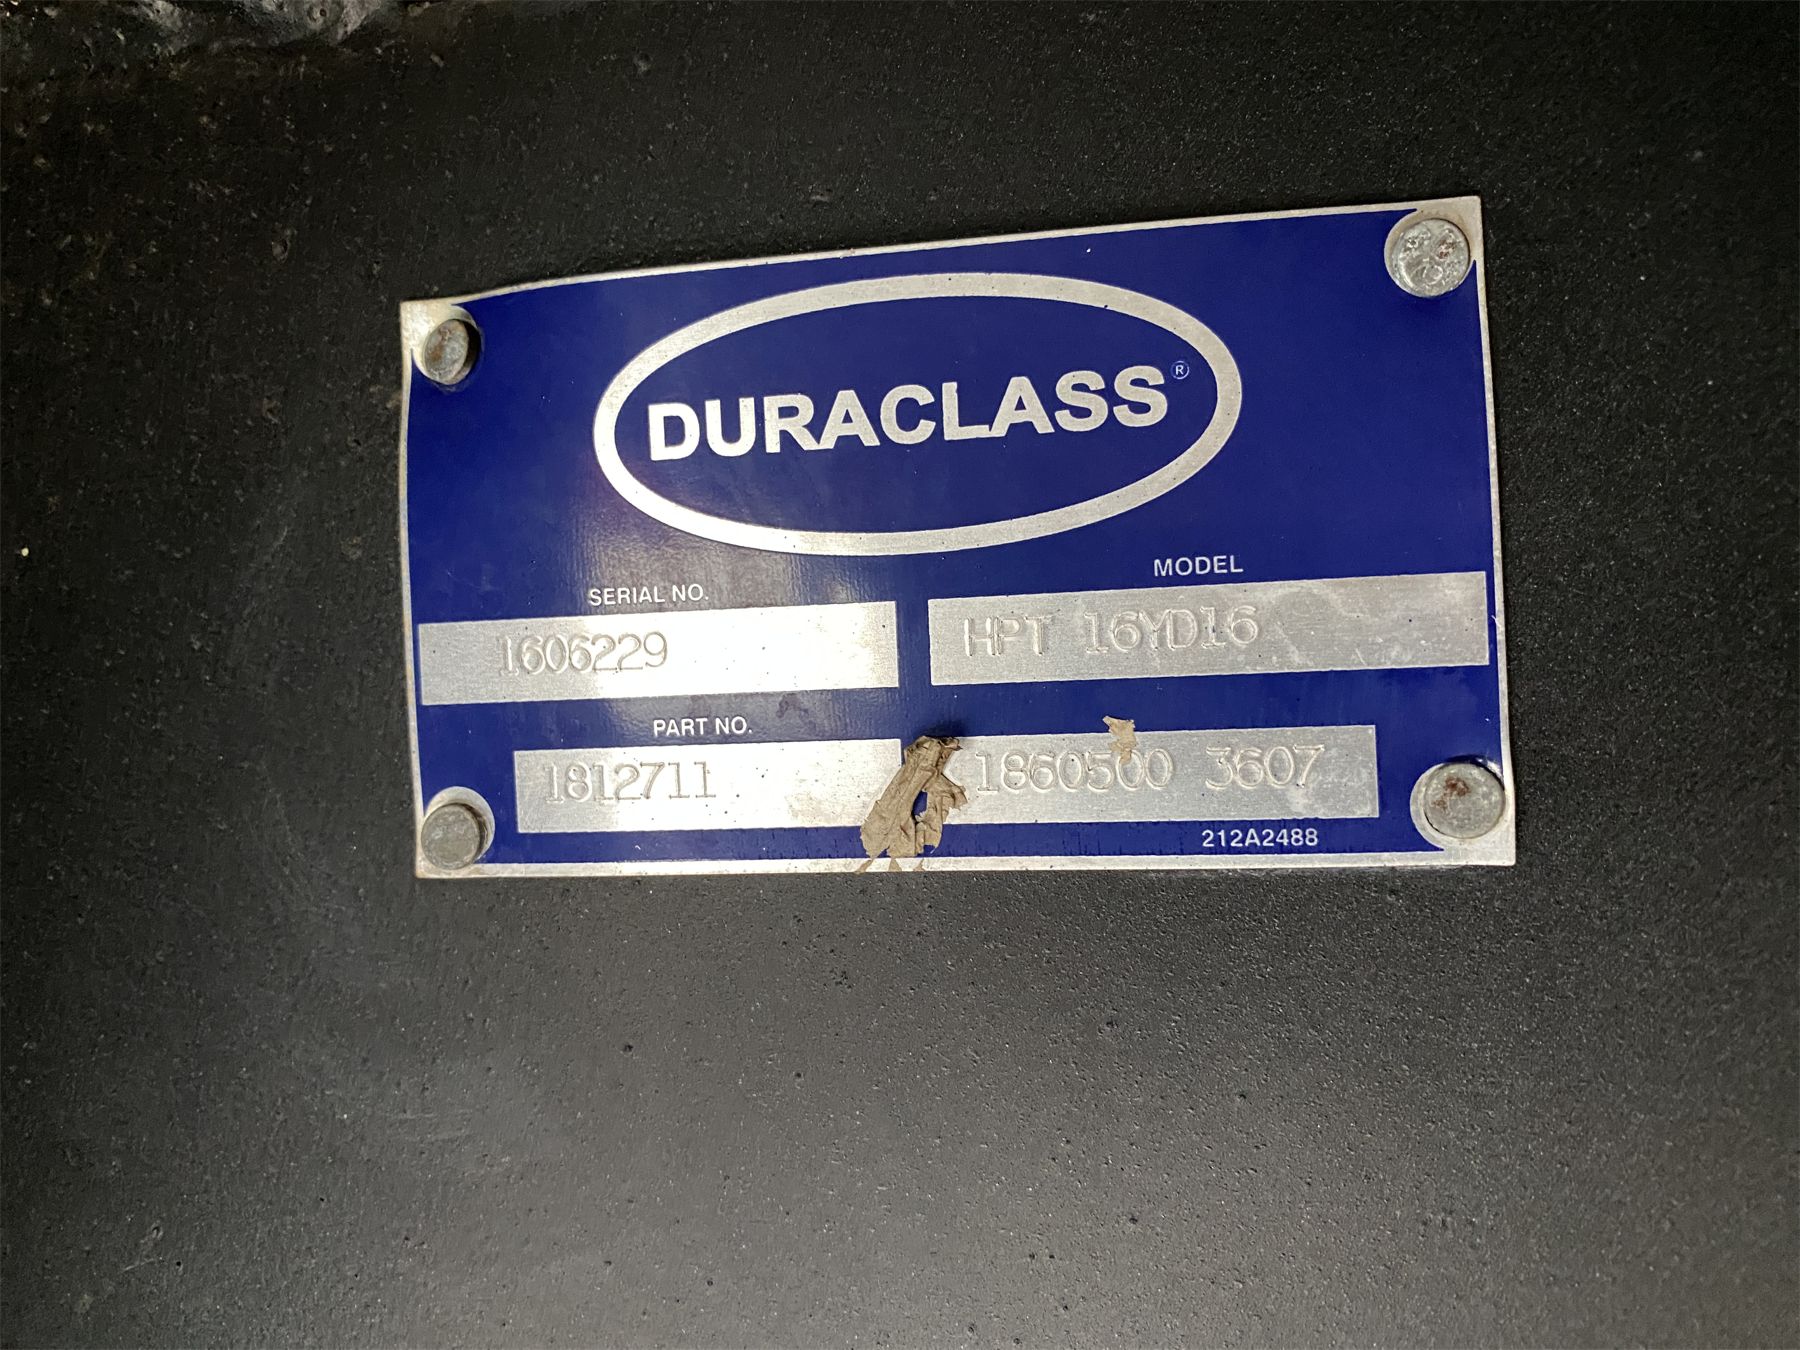 DURACLASS®
SERIAL NO. MODEL
1606229 HPT 16YD16
PART NO.
1812711 1860500 3607
212A2488